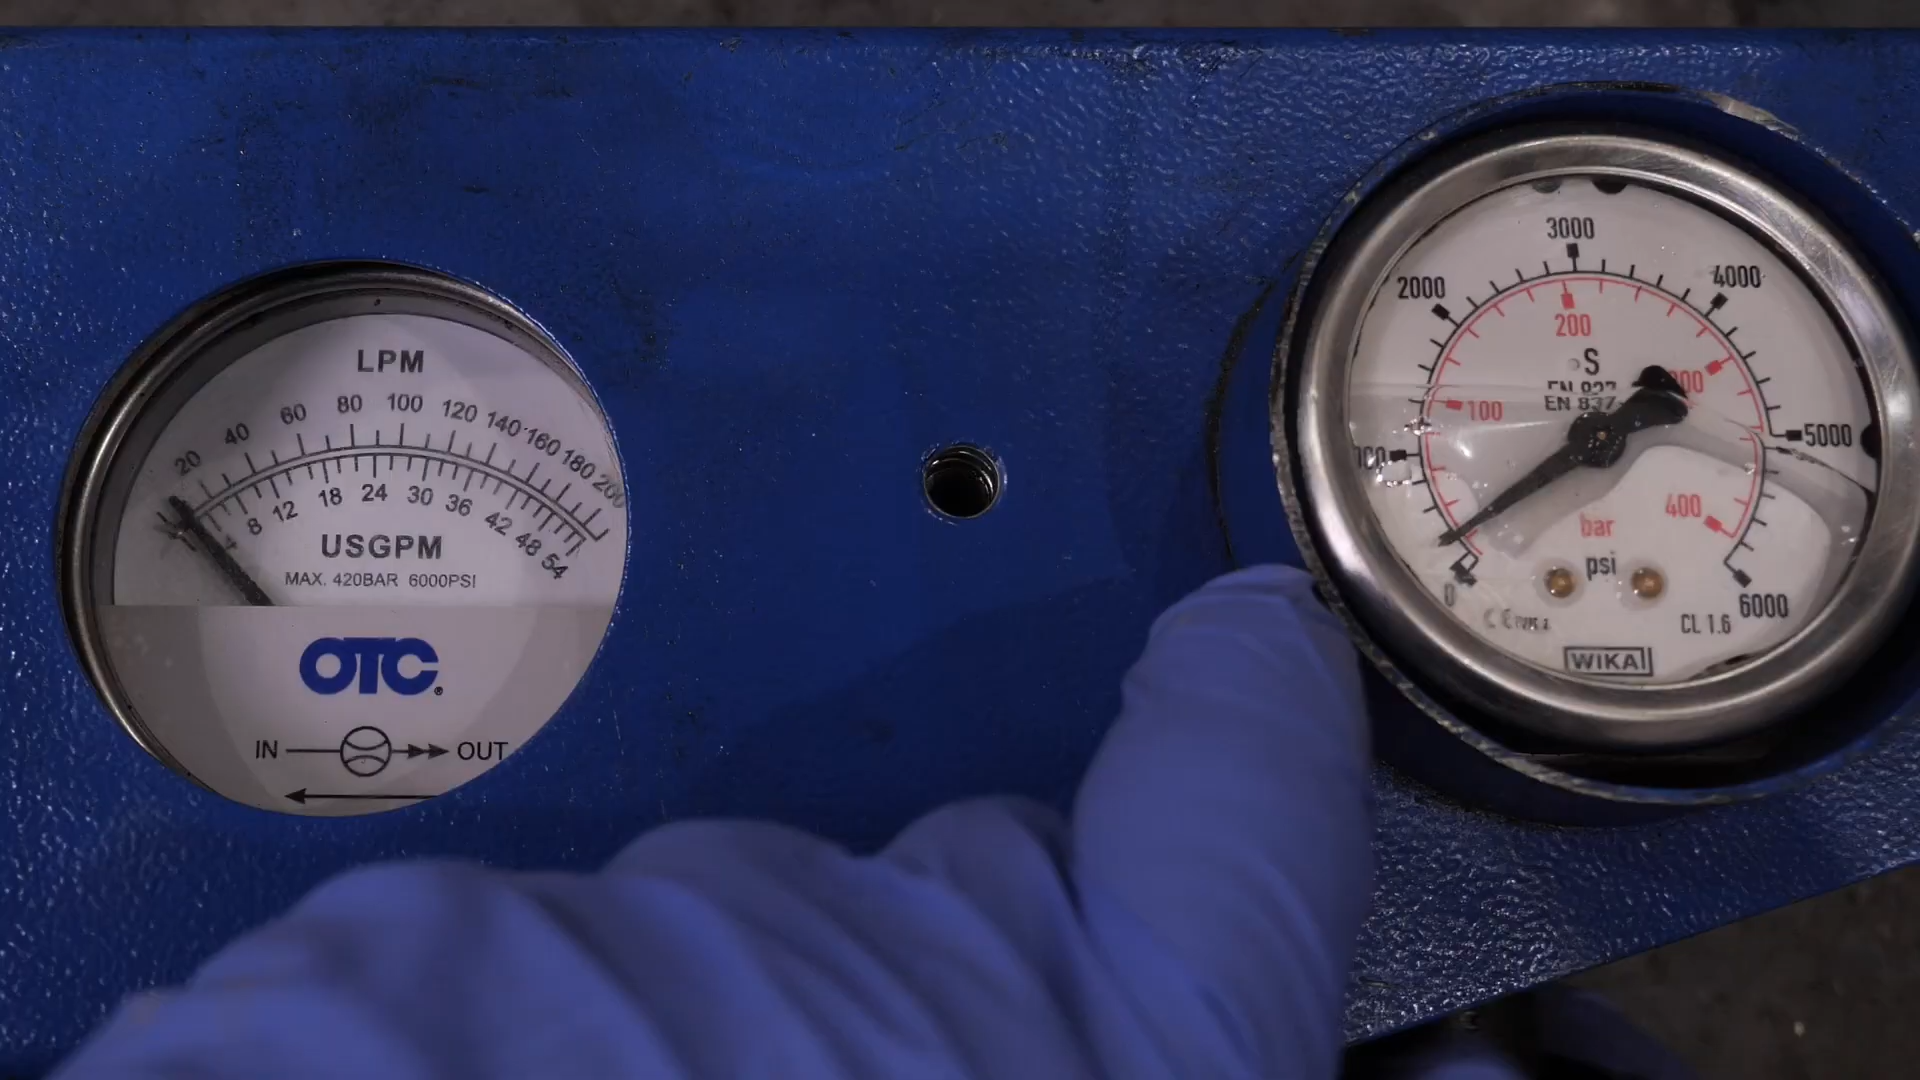 LPM
20 40 60 80 100 120 140 160 180 200
4 8 12 18 24 30 36 42 48 54
USGPM
MAX. 420BAR 6000PSI
OTC®
IN OUT
0 2000 3000 4000 5000 6000
100 200 400
S
EN 837
bar
psi
CL 1.6
WIKAI